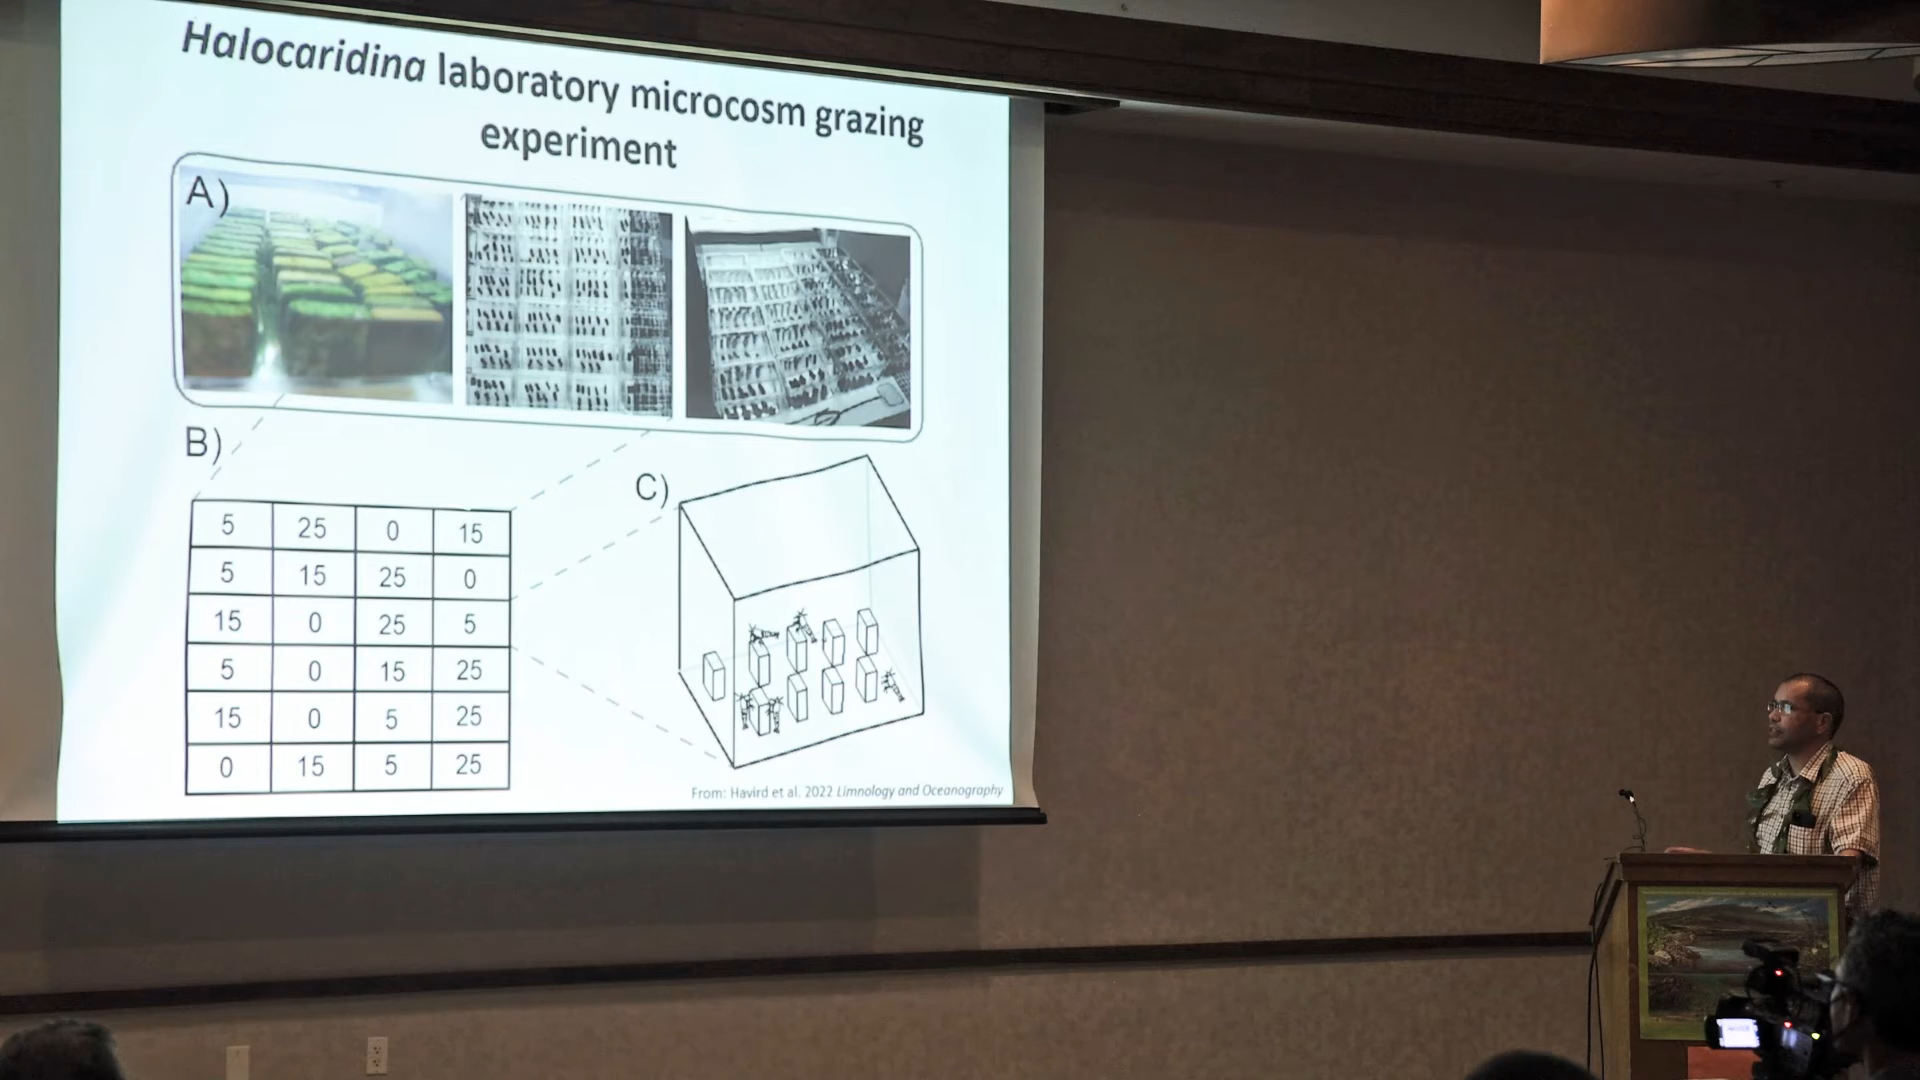 Halocaridina laboratory microcosm grazing
experiment
A)
B)
C)
5 25 0 15
5 15 25 0
15 0 25 5
5 0 15 25
15 0 5 25
0 15 5 25
From: Havird et al. 2022 Limnology and Oceanography